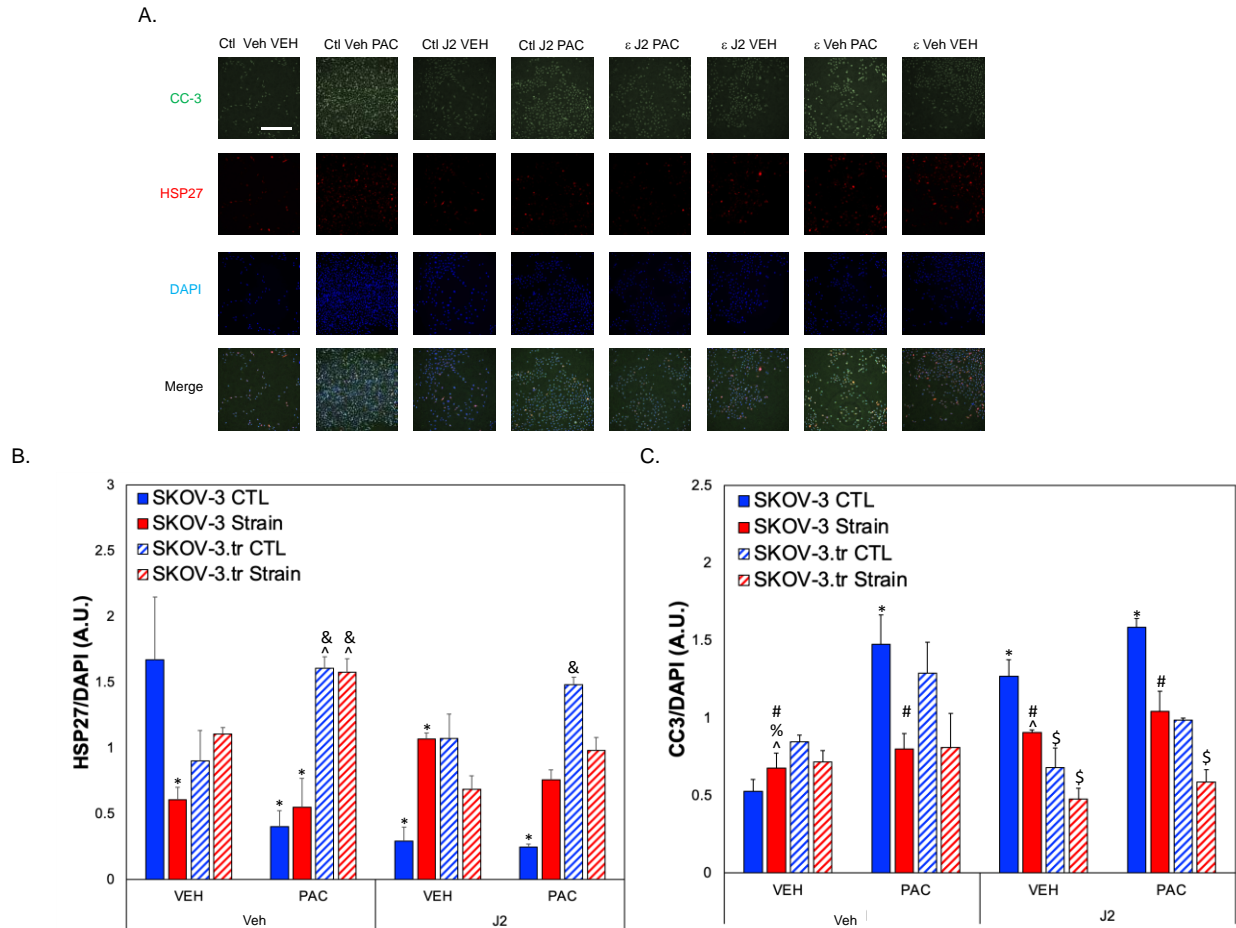 A.
Ctl Veh VEH
Ctl Veh PAC
Ctl J2 VEH
Ctl J2 PAC
ε J2 PAC
ε J2 VEH
ε Veh PAC
ε Veh VEH
CC-3
HSP27
DAPI
Merge
B.
HSP27/DAPI (A.U.)
3
2.5
2
1.5
1
0.5
0
SKOV-3 CTL
SKOV-3 Strain
SKOV-3.tr CTL
SKOV-3.tr Strain
*
*
*
&
^
&
^
*
*
*
&
VEH
PAC
VEH
PAC
Veh
J2
C.
CC3/DAPI (A.U.)
2.5
2
1.5
1
0.5
0
SKOV-3 CTL
SKOV-3 Strain
SKOV-3.tr CTL
SKOV-3.tr Strain
#
%
^
*
#
*
#
^
$
$
*
#
$
VEH
PAC
VEH
PAC
Veh
J2